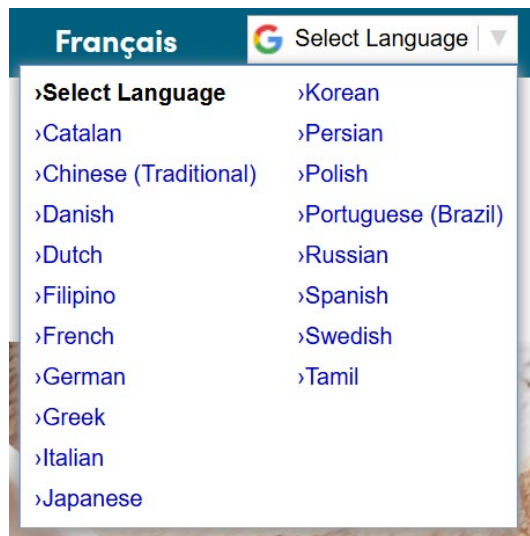 Français
Select Language
›Select Language
›Catalan
›Chinese (Traditional)
›Danish
›Dutch
›Filipino
›French
›German
›Greek
›Italian
›Japanese
›Korean
›Persian
›Polish
›Portuguese (Brazil)
›Russian
›Spanish
›Swedish
›Tamil